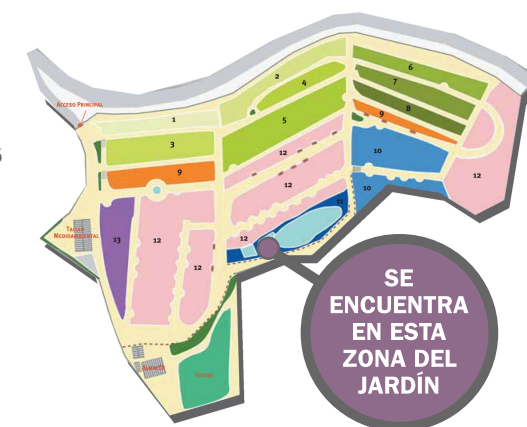 ACCESO PRINCIPAL
1
2
3
4
5
6
7
8
9
9
10
10
11
12
12
12
12
12
12
13
TALLER
MEDIOAMBIENTAL
ALMACÉN
VIVERO
SE
ENCUENTRA
EN ESTA
ZONA DEL
JARDÍN